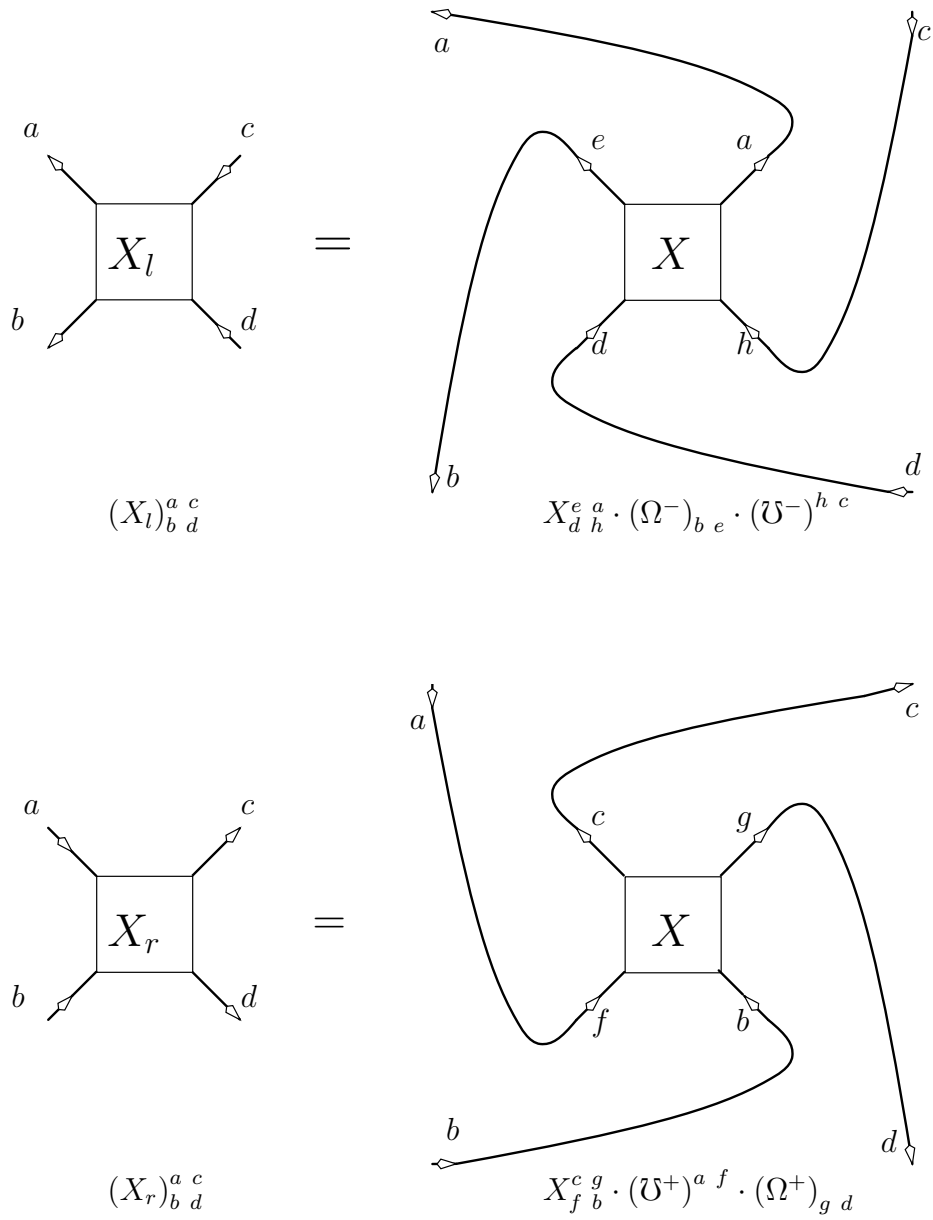 a c
a c e a
X_l = X
b d d h
b d
(X_l)^{a c}_{b d} X^{e a}_{d h} · (Ω^−)_{b e} · (℧^−)^{h c}
a c
a c c g
X_r = X
b d f b
b d
(X_r)^{a c}_{b d} X^{c g}_{f b} · (℧^+)^{a f} · (Ω^+)_{g d}